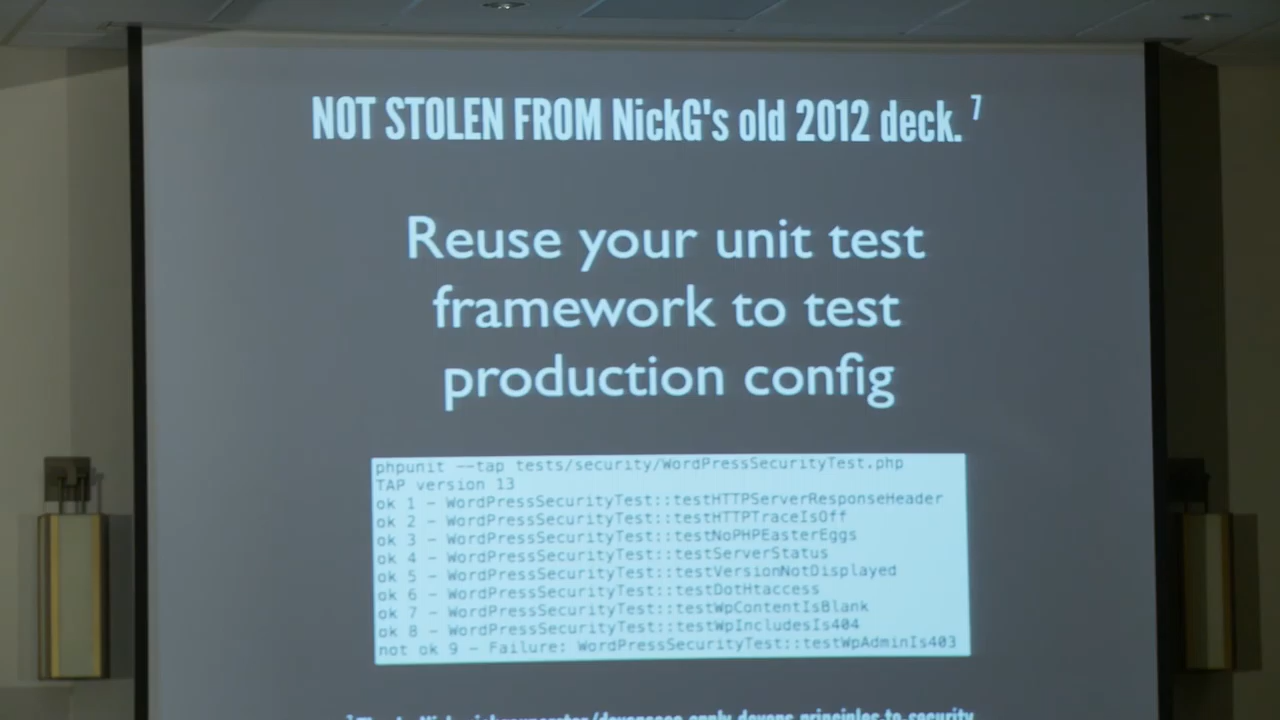 NOT STOLEN FROM NickG's old 2012 deck. 7
Reuse your unit test
framework to test
production config
phpunit --tap tests/security/WordPressSecurityTest.php
TAP version 13
ok 1 - WordPressSecurityTest::testHTTPServerResponseHeader
ok 2 - WordPressSecurityTest::testHTTPTraceIsOff
ok 3 - WordPressSecurityTest::testNoPHPEasterEggs
ok 4 - WordPressSecurityTest::testServerStatus
ok 5 - WordPressSecurityTest::testVersionNotDisplayed
ok 6 - WordPressSecurityTest::testDotHtaccess
ok 7 - WordPressSecurityTest::testWpContentIsBlank
ok 8 - WordPressSecurityTest::testWpIncludesIs404
not ok 9 - Failure: WordPressSecurityTest::testWpAdminIs403